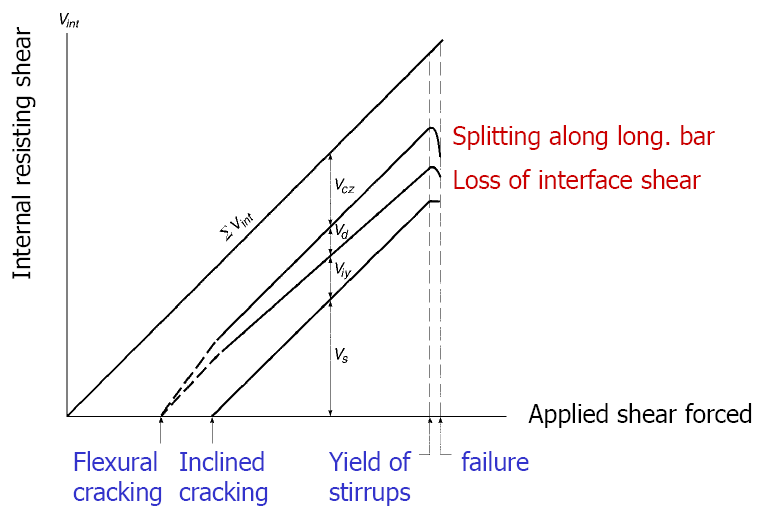 V_int
Internal resisting shear
Splitting along long. bar
Loss of interface shear
V_cz
Σ V_int
V_d
V_iy
V_s
Applied shear forced
Flexural
cracking
Inclined
cracking
Yield of
stirrups
failure